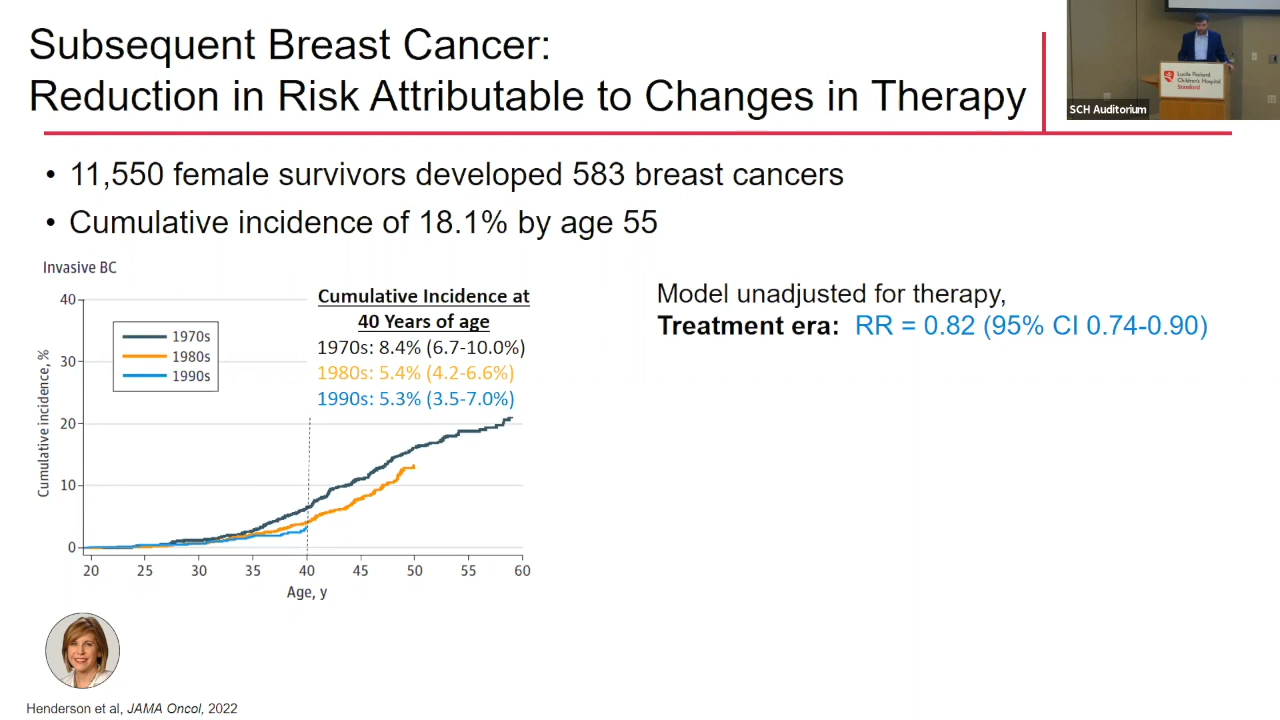 Subsequent Breast Cancer:
Reduction in Risk Attributable to Changes in Therapy
Lucile Packard
Children's Hospital
Stanford
SCH Auditorium
• 11,550 female survivors developed 583 breast cancers
• Cumulative incidence of 18.1% by age 55
Invasive BC
Cumulative incidence, %
40
30
20
10
0
1970s
1980s
1990s
Cumulative Incidence at
40 Years of age
1970s: 8.4% (6.7-10.0%)
1980s: 5.4% (4.2-6.6%)
1990s: 5.3% (3.5-7.0%)
20 25 30 35 40 45 50 55 60
Age, y
Model unadjusted for therapy,
Treatment era: RR = 0.82 (95% CI 0.74-0.90)
Henderson et al, JAMA Oncol, 2022